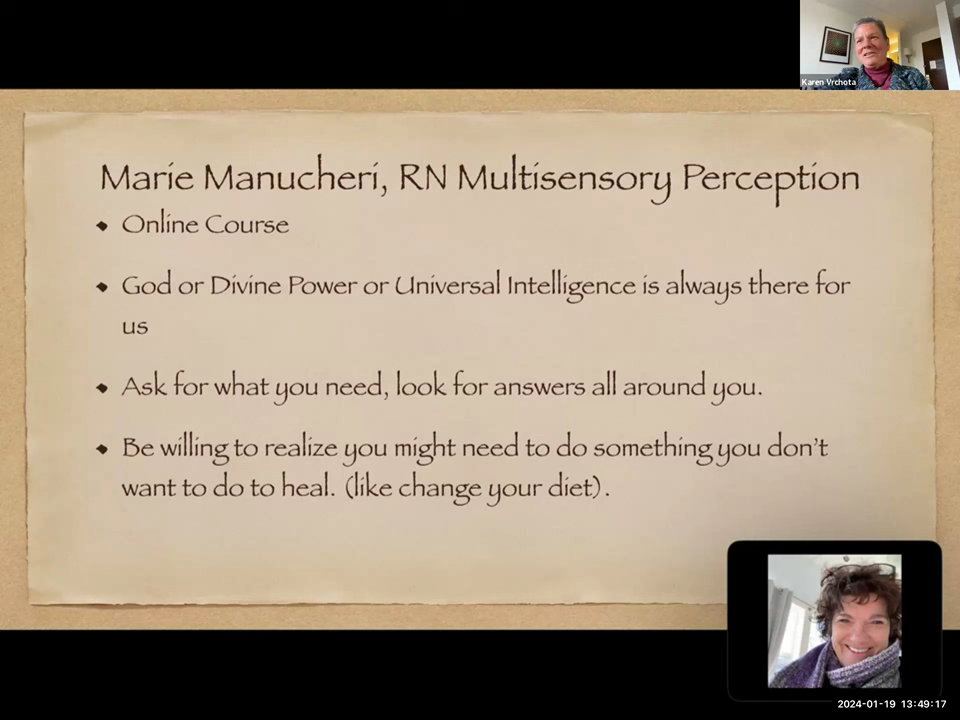 Karen Vrchota
Marie Manucheri, RN Multisensory Perception
Online Course
God or Divine Power or Universal Intelligence is always there for
us
Ask for what you need, look for answers all around you.
Be willing to realize you might need to do something you don't
want to do to heal. (like change your diet).
2024-01-19 13:49:17